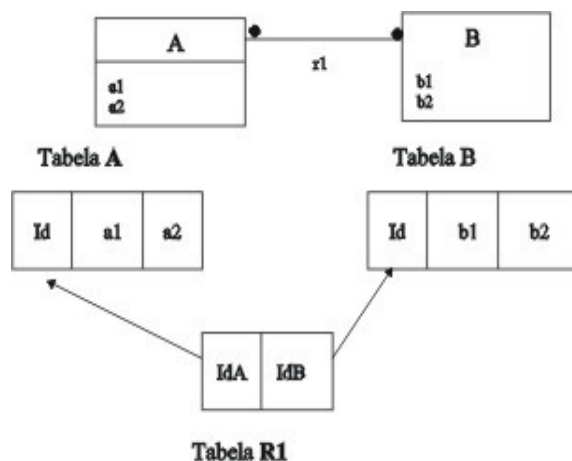 A
B
r1
a1
a2
b1
b2
Tabela A
Tabela B
Id a1 a2
Id b1 b2
IdA IdB
Tabela R1